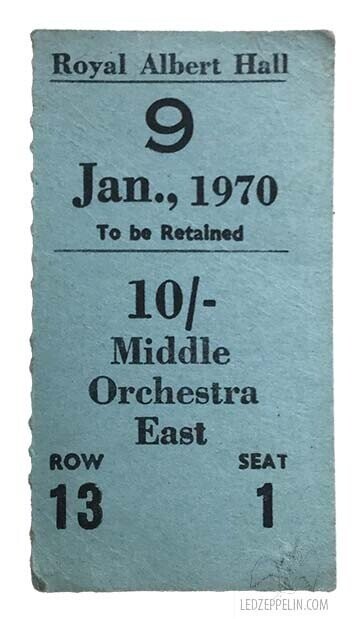 Royal Albert Hall
9
Jan., 1970
To be Retained
10/-
Middle
Orchestra
East
ROW SEAT
13 1
LEDZEPPELIN.COM